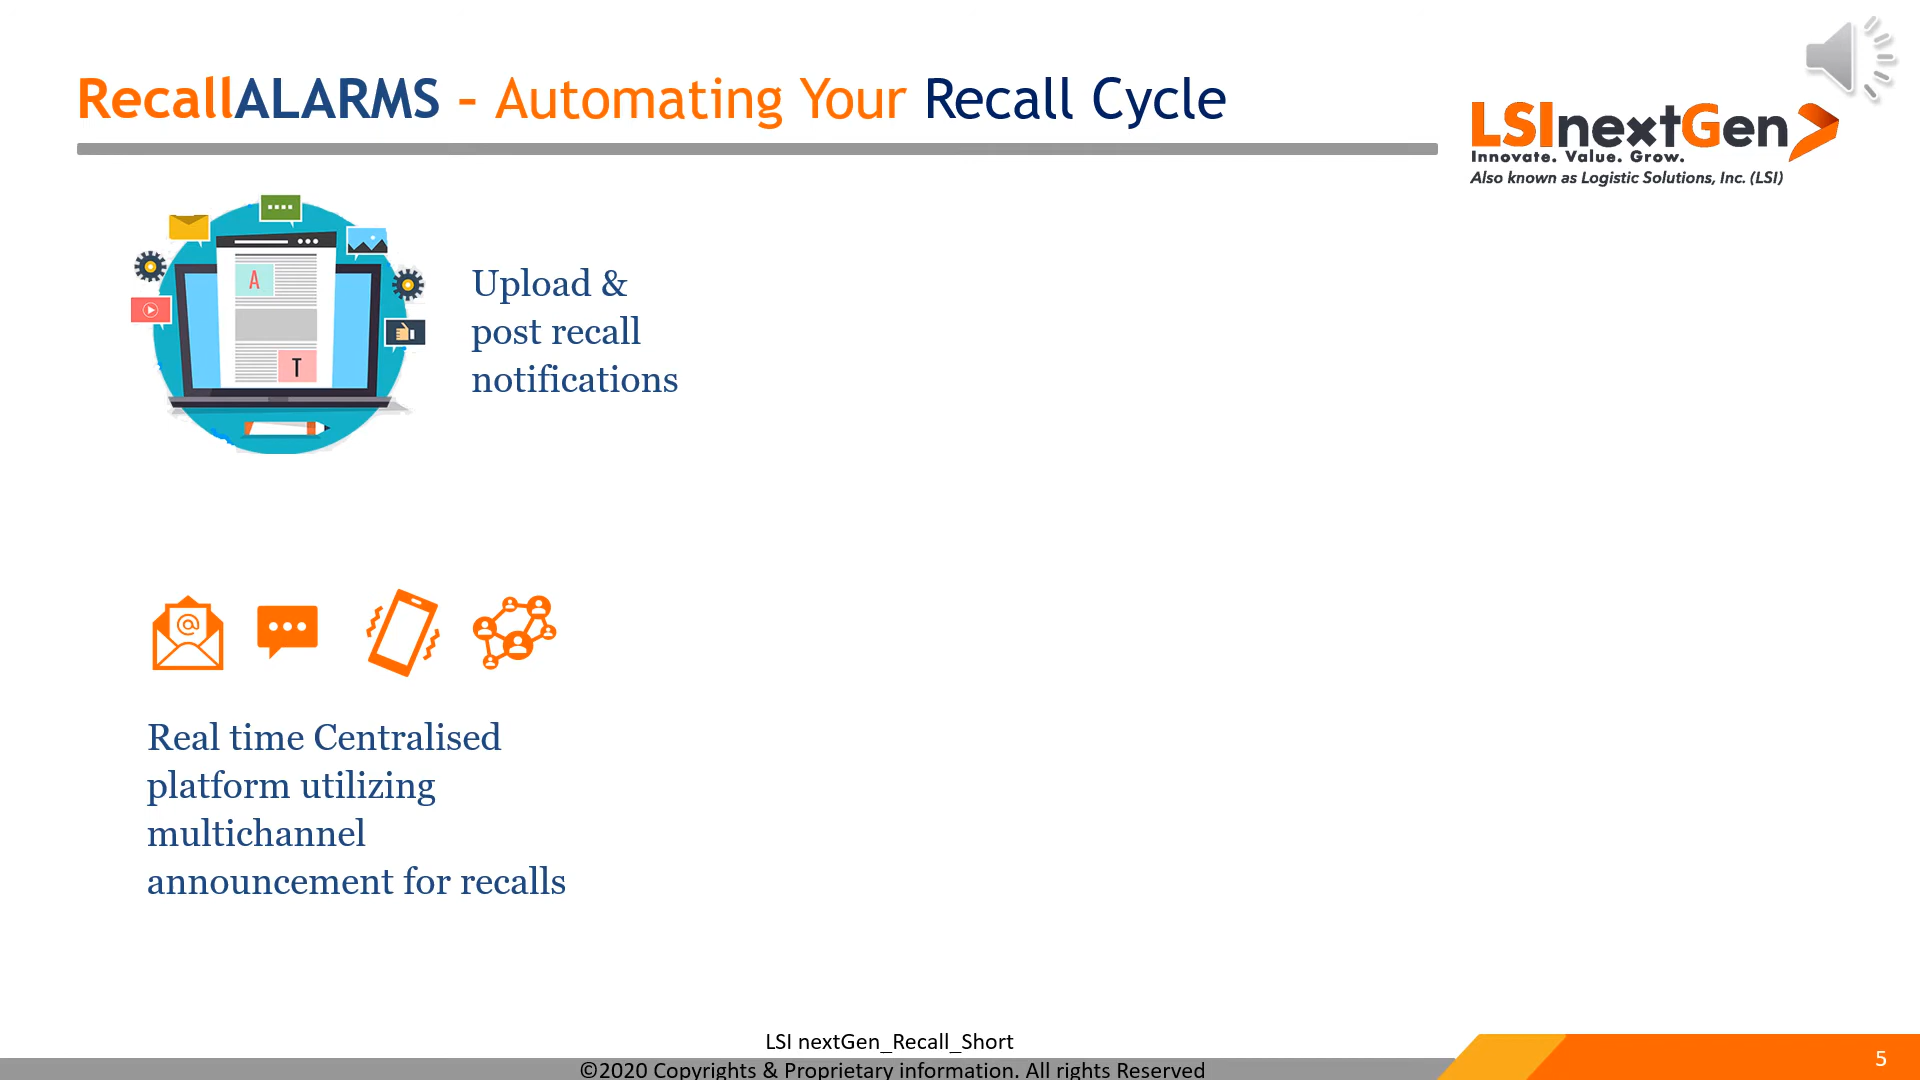 RecallALARMS – Automating Your Recall Cycle
LSInextGen
Innovate. Value. Grow.
Also known as Logistic Solutions, Inc. (LSI)
A
T
Upload &
post recall
notifications
@
Real time Centralised
platform utilizing
multichannel
announcement for recalls
LSI nextGen_Recall_Short
©2020 Copyrights & Proprietary information. All rights Reserved
5